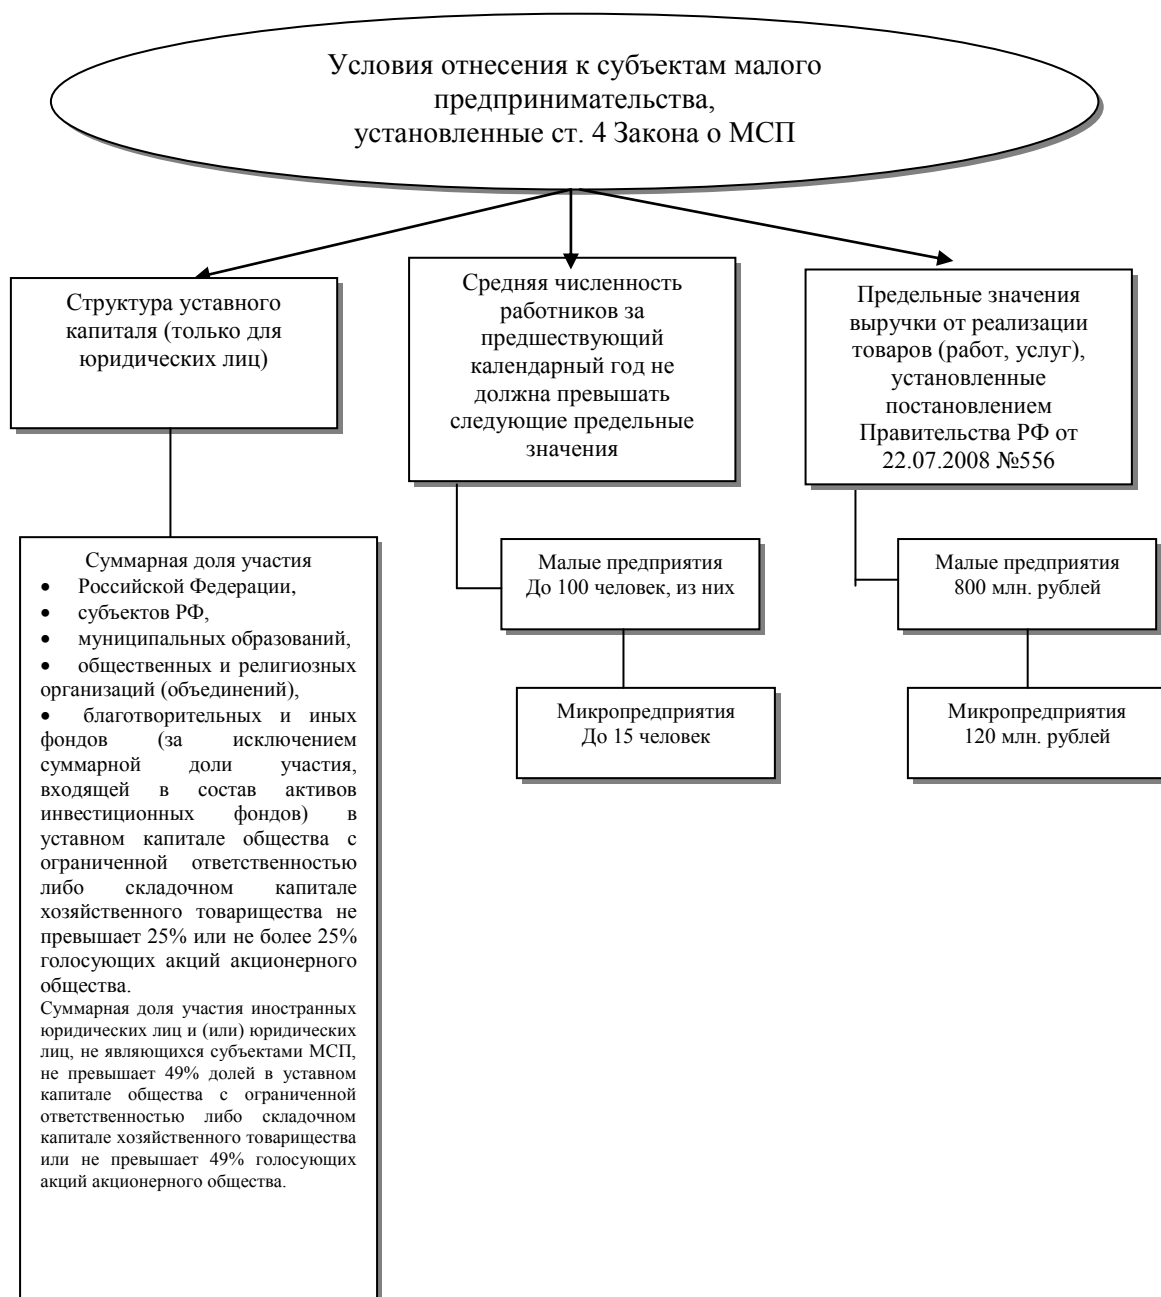 Условия отнесения к субъектам малого
предпринимательства,
установленные ст. 4 Закона о МСП
Структура уставного
капиталя (только для
юридических лиц)
Средняя численность
работников за
предшествующий
календарный год не
должна превышать
следующие предельные
значения
Предельные значения
выручки от реализации
товаров (работ, услуг),
установленные
постановлением
Правительства РФ от
22.07.2008 №556
Суммарная доля участия
• Российской Федерации,
• субъектов РФ,
• муниципальных образований,
• общественных и религиозных
организаций (объединений),
• благотворительных и иных
фондов (за исключением
суммарной доли участия,
входящей в состав активов
инвестиционных фондов) в
уставном капитале общества с
ограниченной ответственностью
либо складочном капитале
хозяйственного товарищества не
превышает 25% или не более 25%
голосующих акций акционерного
общества.
Суммарная доля участия иностранных
юридических лиц и (или) юридических
лиц, не являющихся субъектами МСП,
не превышает 49% долей в уставном
капитале общества с ограниченной
ответственностью либо складочном
капитале хозяйственного товарищества
или не превышает 49% голосующих
акций акционерного общества.
Малые предприятия
До 100 человек, из них
Микропредприятия
До 15 человек
Малые предприятия
800 млн. рублей
Микропредприятия
120 млн. рублей